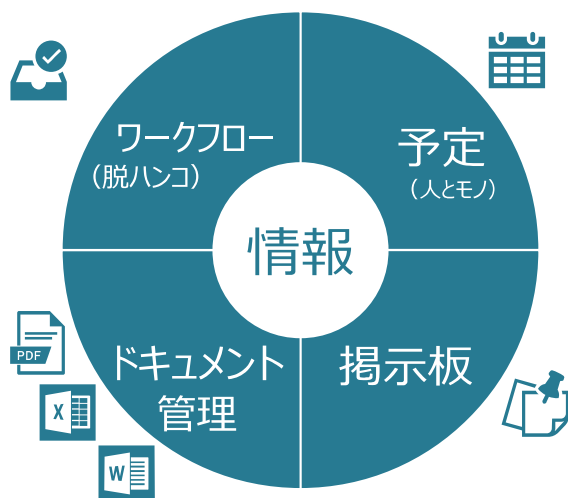 ワークフロー
（脱ハンコ）
予定
（人とモノ）
情報
ドキュメント
管理
掲示板
PDF
X
W